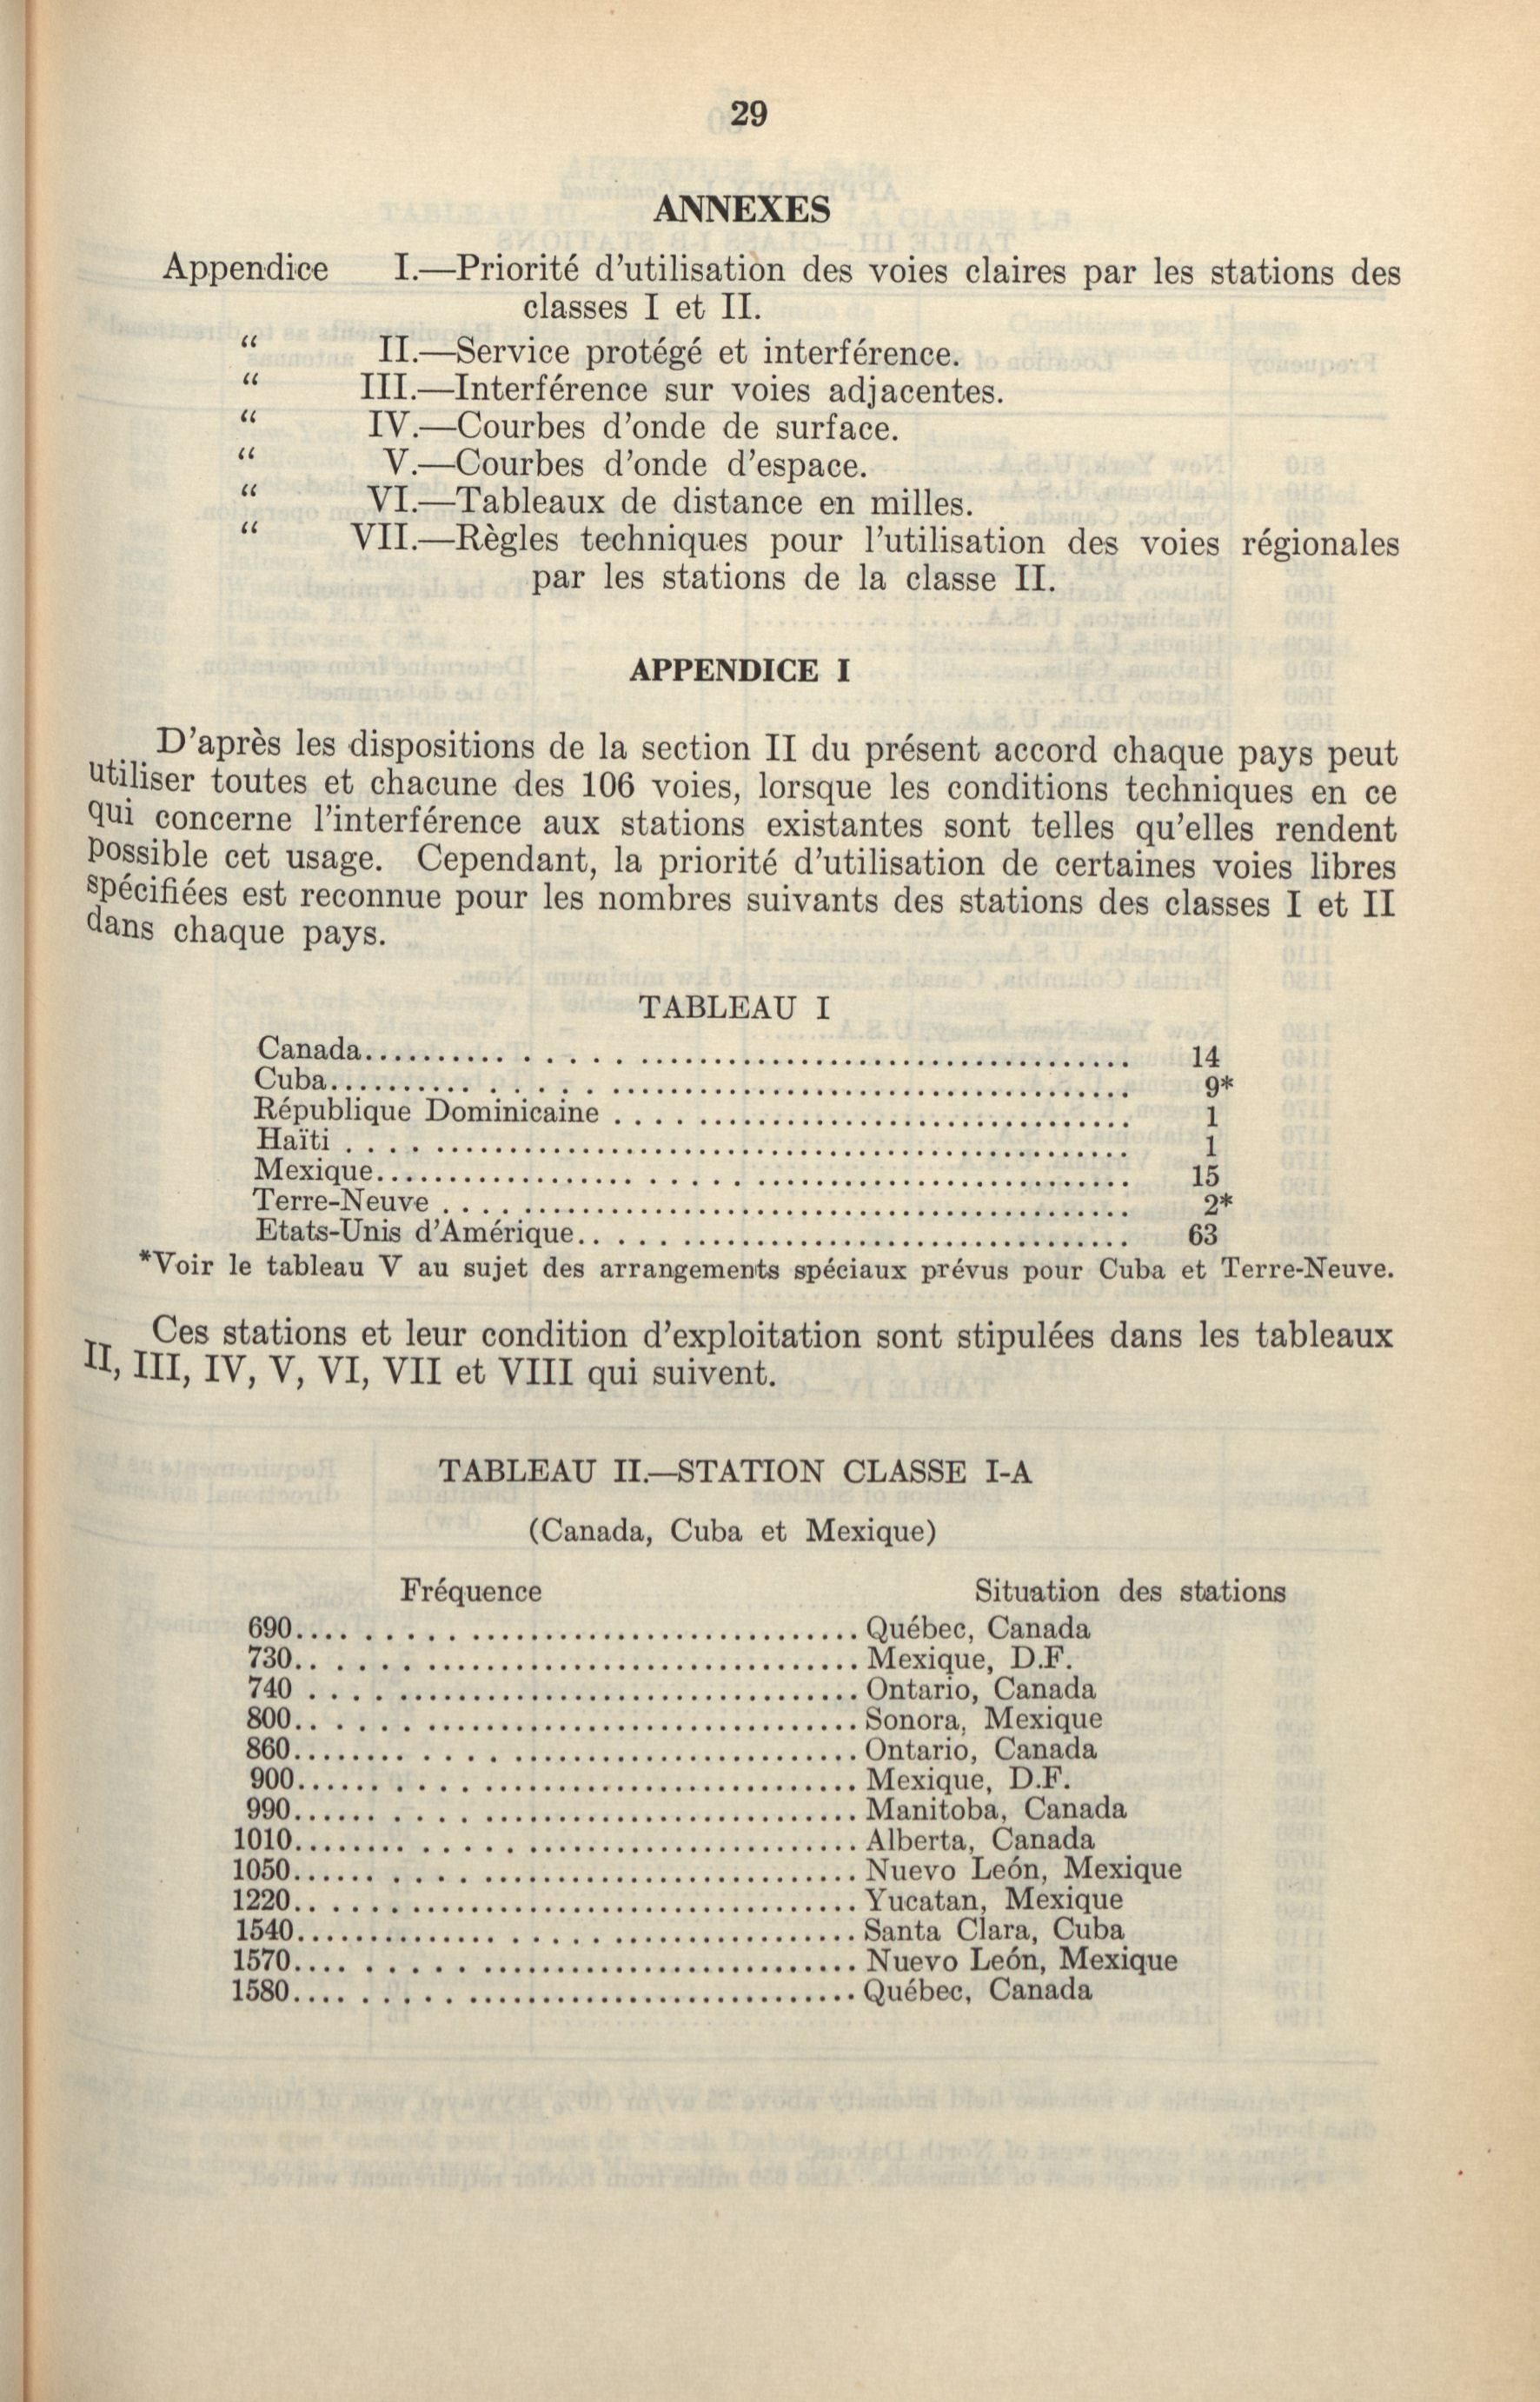 29
ANNEXES
Appendice I.—Priorité d'utilisation des voies claires par les stations des
classes I et II.
“ II.—Service protégé et interférence.
“ III.—Interférence sur voies adjacentes.
“ IV.—Courbes d'onde de surface.
“ V.—Courbes d'onde d'espace.
“ VI.—Tableaux de distance en milles.
“ VII.—Règles techniques pour l'utilisation des voies régionales
par les stations de la classe II.
APPENDICE I
D'après les dispositions de la section II du présent accord chaque pays peut
utiliser toutes et chacune des 106 voies, lorsque les conditions techniques en ce
qui concerne l'interférence aux stations existantes sont telles qu'elles rendent
possible cet usage. Cependant, la priorité d'utilisation de certaines voies libres
spécifiées est reconnue pour les nombres suivants des stations des classes I et II
dans chaque pays.
TABLEAU I
Canada.......... 14
Cuba.......... 9*
République Dominicaine .......... 1
Haïti .......... 1
Mexique.......... 15
Terre-Neuve .......... 2*
Etats-Unis d'Amérique.......... 63
*Voir le tableau V au sujet des arrangements spéciaux prévus pour Cuba et Terre-Neuve.
Ces stations et leur condition d'exploitation sont stipulées dans les tableaux
II, III, IV, V, VI, VII et VIII qui suivent.
TABLEAU II.—STATION CLASSE I-A
(Canada, Cuba et Mexique)
Fréquence Situation des stations
690.......... Québec, Canada
730.......... Mexique, D.F.
740 .......... Ontario, Canada
800.......... Sonora, Mexique
860.......... Ontario, Canada
900.......... Mexique, D.F.
990.......... Manitoba, Canada
1010.......... Alberta, Canada
1050.......... Nuevo León, Mexique
1220.......... Yucatan, Mexique
1540.......... Santa Clara, Cuba
1570.......... Nuevo León, Mexique
1580.......... Québec, Canada